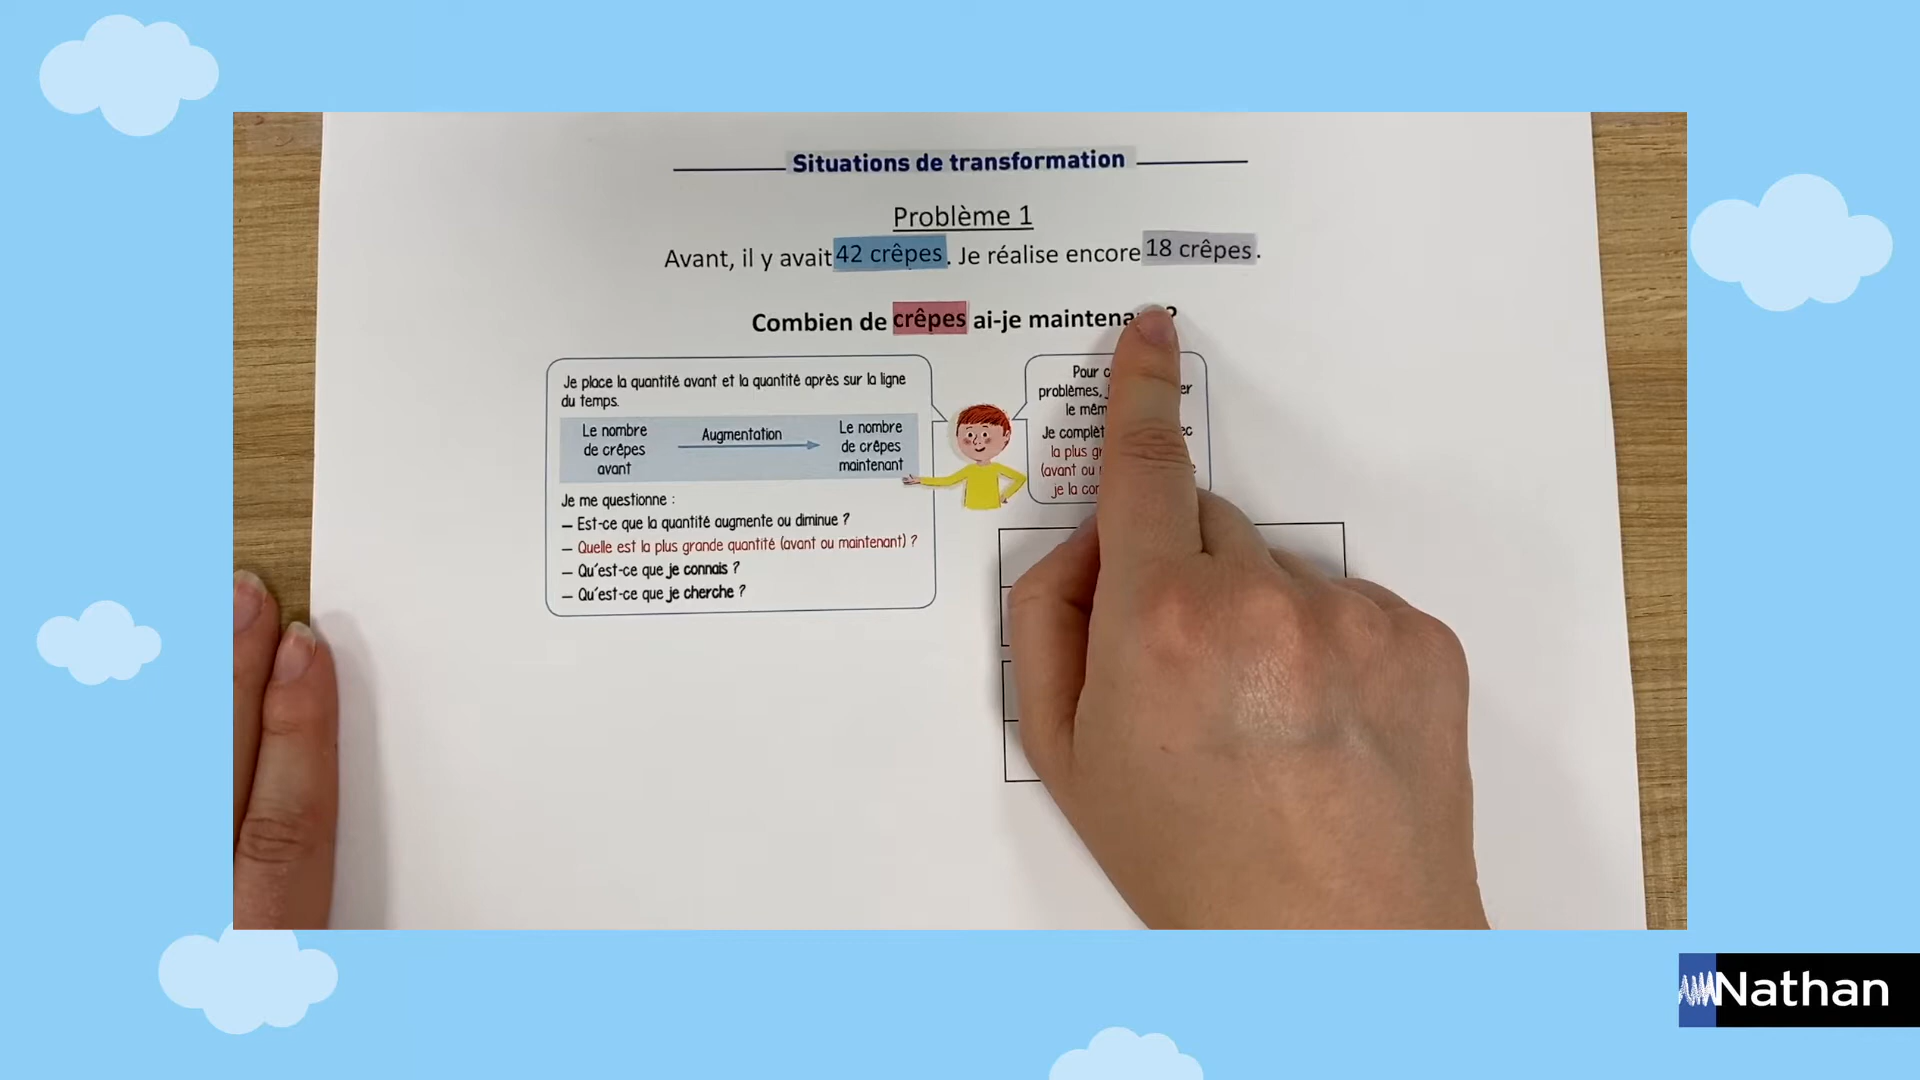 Situations de transformation
Problème 1
Avant, il y avait 42 crêpes. Je réalise encore 18 crêpes.
Combien de crêpes ai-je ?
Je place la quantité avant et la quantité après sur la ligne
du temps.
Le nombre
de crêpes
avant
Augmentation
Le nombre
de crêpes
maintenant
Je me questionne :
– Est-ce que la quantité augmente ou diminue ?
– Quelle est la plus grande quantité (avant ou maintenant) ?
– Qu'est-ce que je connais ?
– Qu'est-ce que je cherche ?
Pour
problèmes,
le
Je
la plus
(avant ou
je la
Nathan